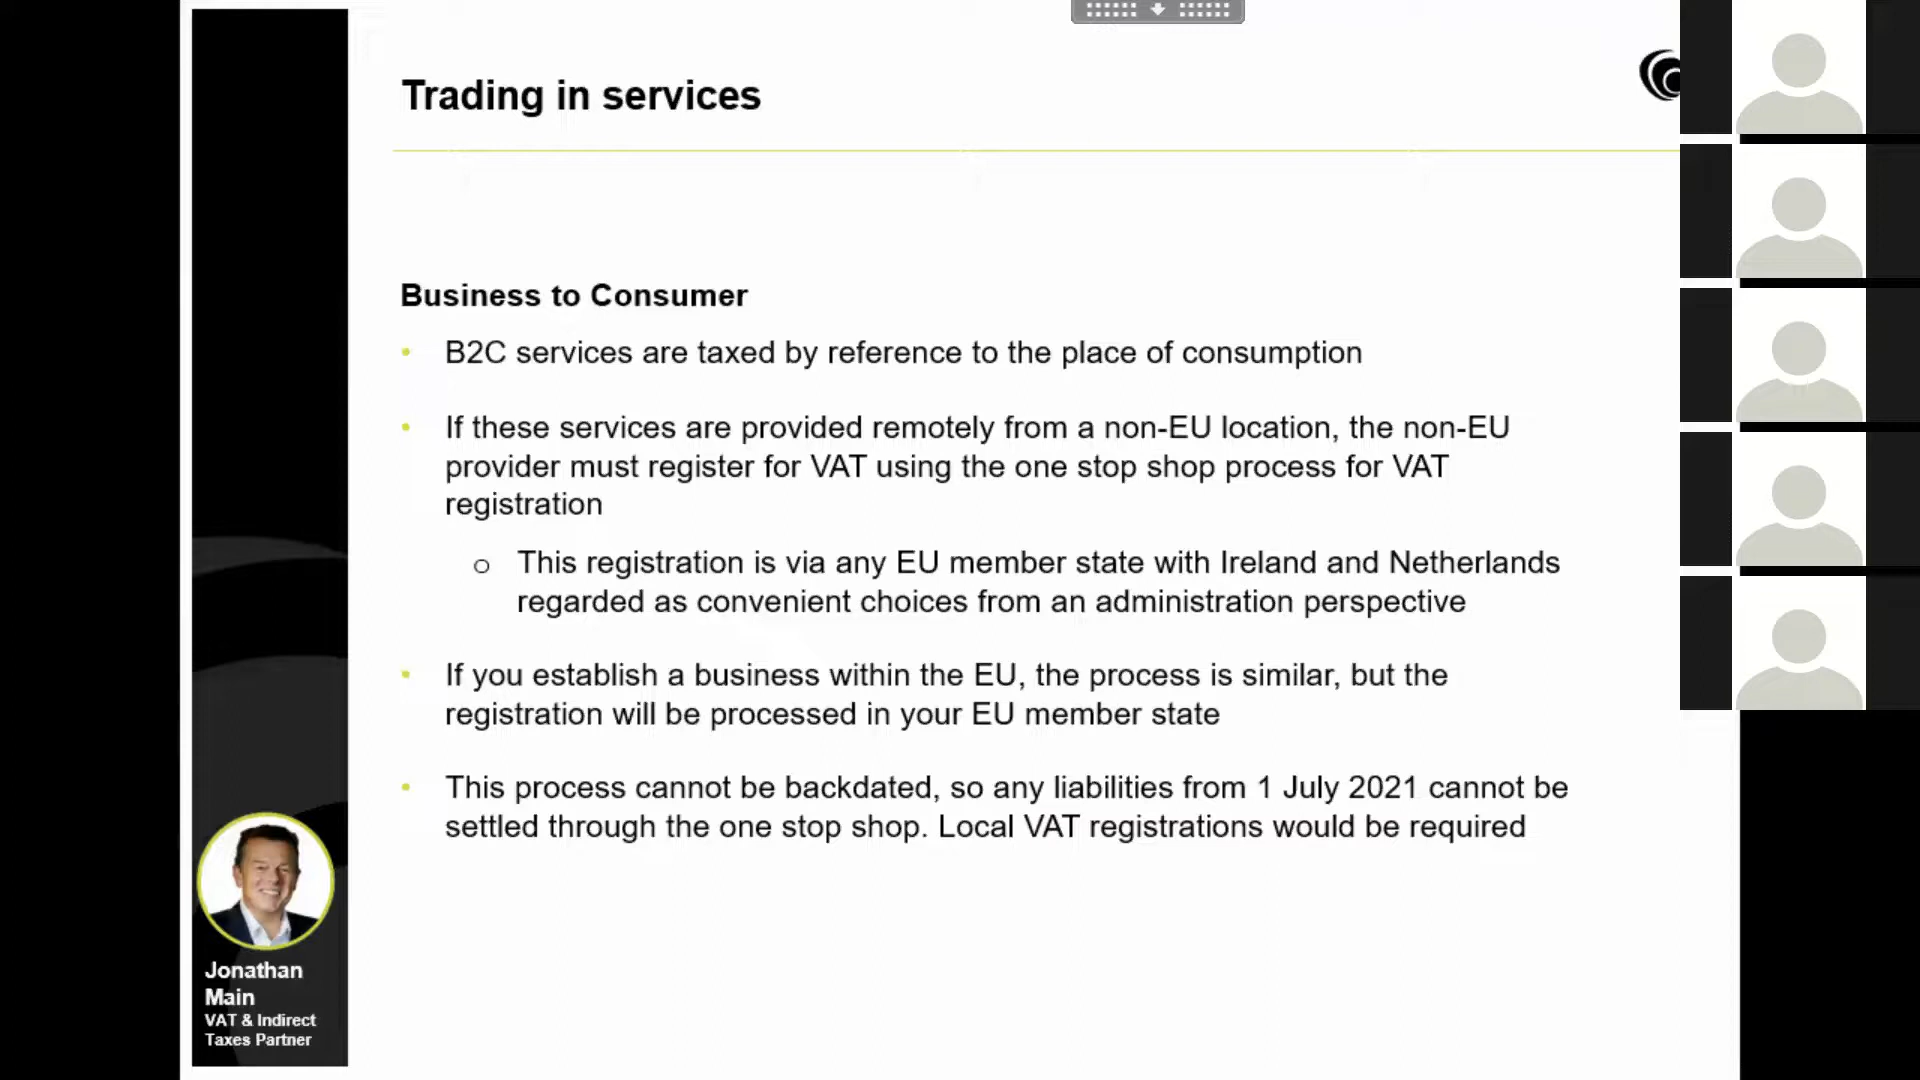 Trading in services
Business to Consumer
• B2C services are taxed by reference to the place of consumption
• If these services are provided remotely from a non-EU location, the non-EU
provider must register for VAT using the one stop shop process for VAT
registration
o This registration is via any EU member state with Ireland and Netherlands
regarded as convenient choices from an administration perspective
• If you establish a business within the EU, the process is similar, but the
registration will be processed in your EU member state
• This process cannot be backdated, so any liabilities from 1 July 2021 cannot be
settled through the one stop shop. Local VAT registrations would be required
Jonathan
Main
VAT & Indirect
Taxes Partner